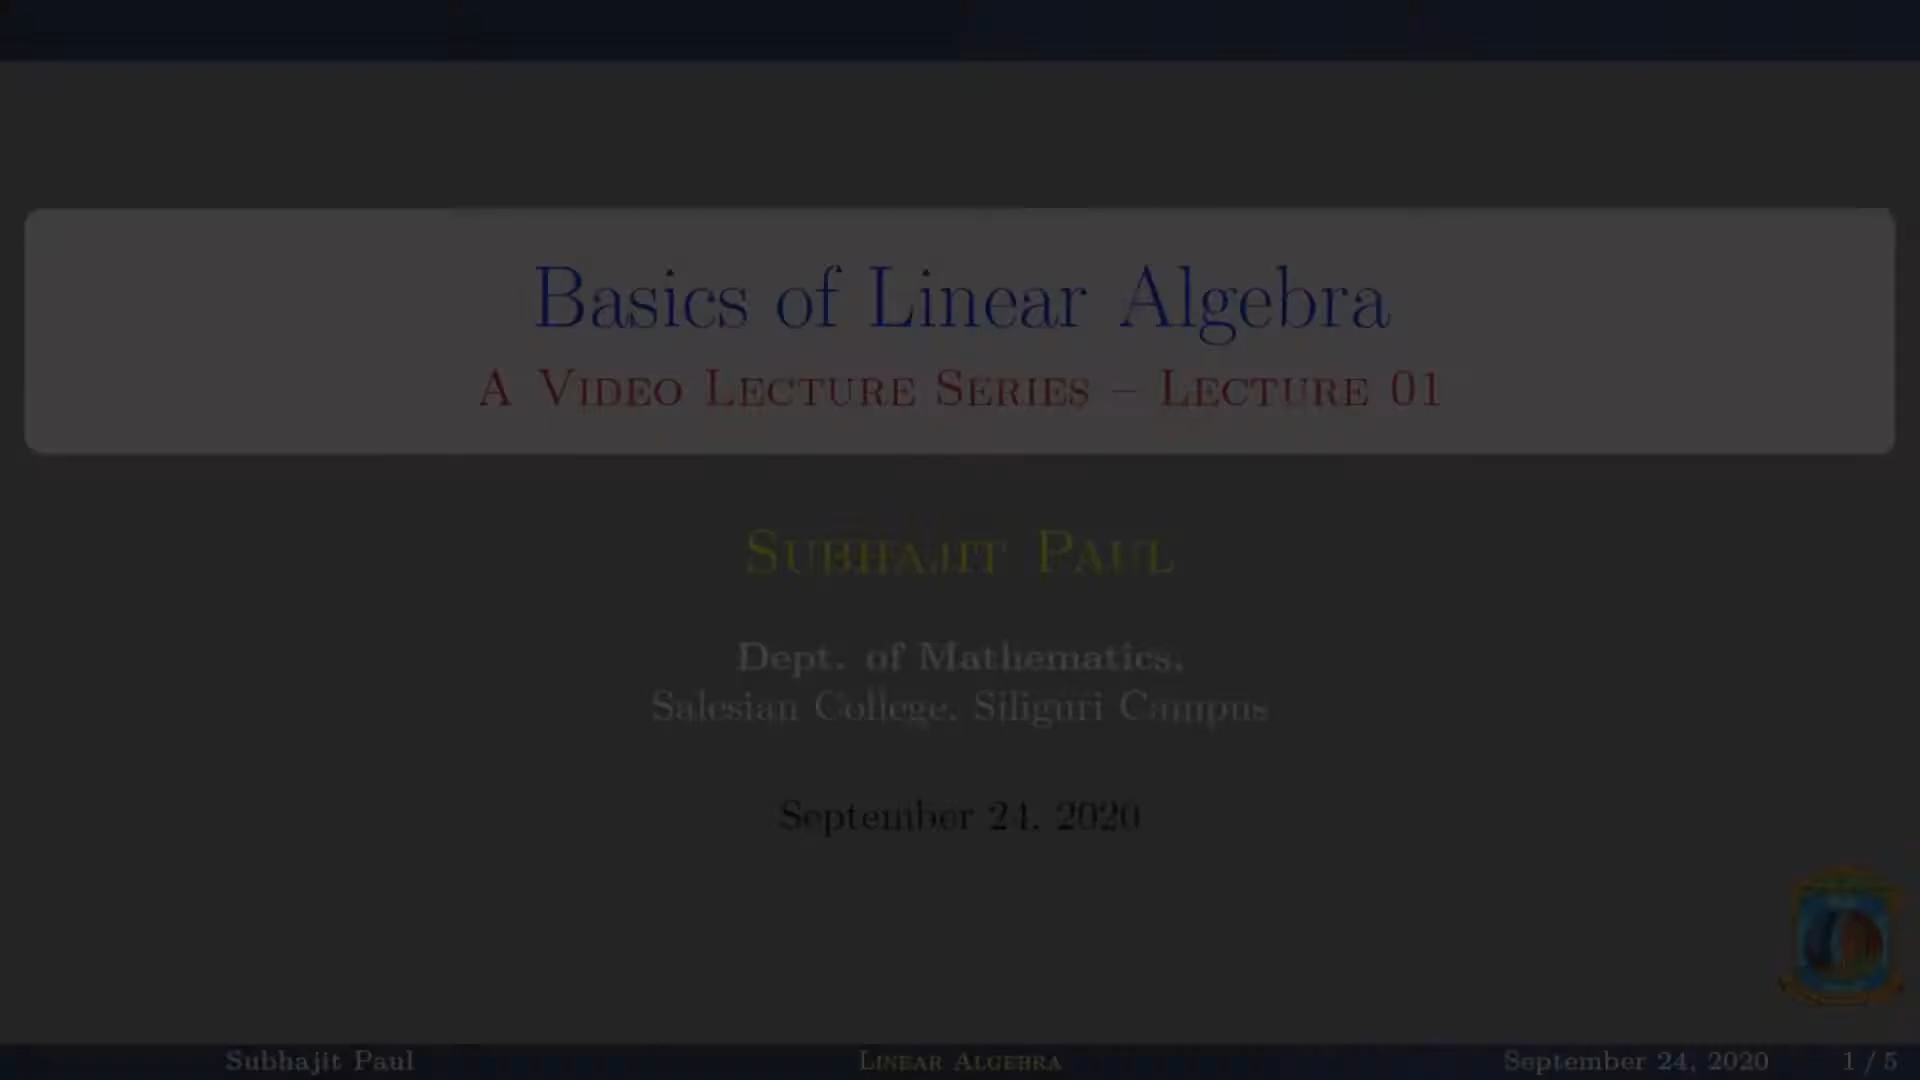 Basics of Linear Algebra
A Video Lecture Series – Lecture 01
Subhajit Paul
Dept. of Mathematics,
Salesian College, Siliguri Campus
September 24, 2020
Subhajit Paul
Linear Algebra
September 24, 2020
1 / 5